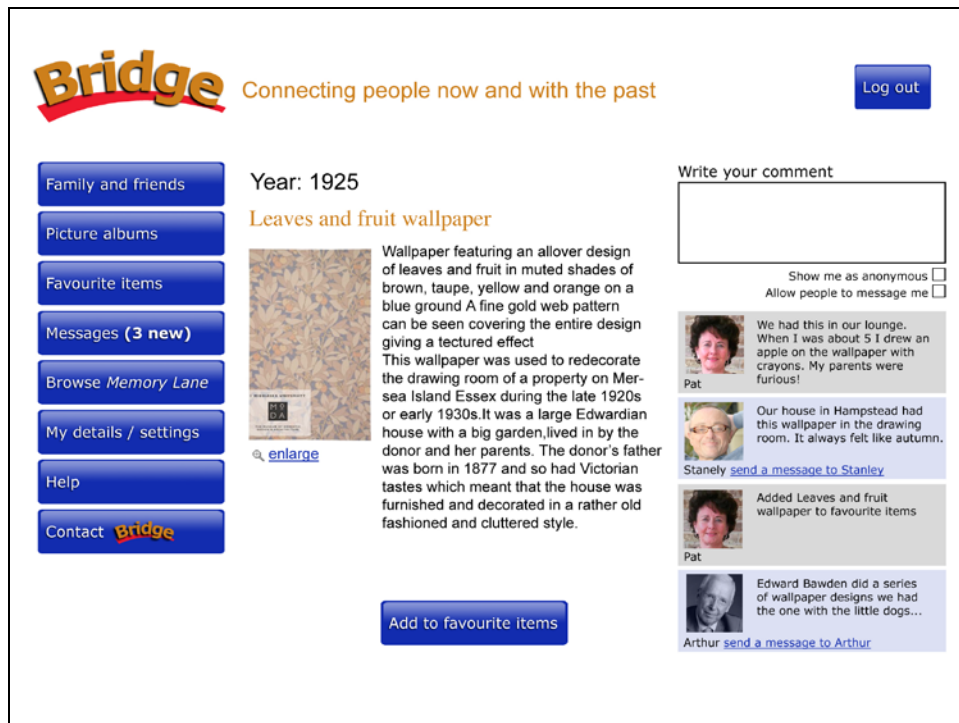 Bridge
Connecting people now and with the past
Log out
Family and friends
Picture albums
Favourite items
Messages (3 new)
Browse Memory Lane
My details / settings
Help
Contact Bridge
Year: 1925
Leaves and fruit wallpaper
Wallpaper featuring an allover design
of leaves and fruit in muted shades of
brown, taupe, yellow and orange on a
blue ground A fine gold web pattern
can be seen covering the entire design
giving a tectured effect
This wallpaper was used to redecorate
the drawing room of a property on Mer-
sea Island Essex during the late 1920s
or early 1930s.It was a large Edwardian
house with a big garden,lived in by the
donor and her parents. The donor's father
was born in 1877 and so had Victorian
tastes which meant that the house was
furnished and decorated in a rather old
fashioned and cluttered style.
MODA
enlarge
Add to favourite items
Write your comment
Show me as anonymous
Allow people to message me
We had this in our lounge.
When I was about 5 I drew an
apple on the wallpaper with
crayons. My parents were
furious!
Pat
Our house in Hampstead had
this wallpaper in the drawing
room. It always felt like autumn.
Stanely send a message to Stanley
Added Leaves and fruit
wallpaper to favourite items
Pat
Edward Bawden did a series
of wallpaper designs we had
the one with the little dogs...
Arthur send a message to Arthur